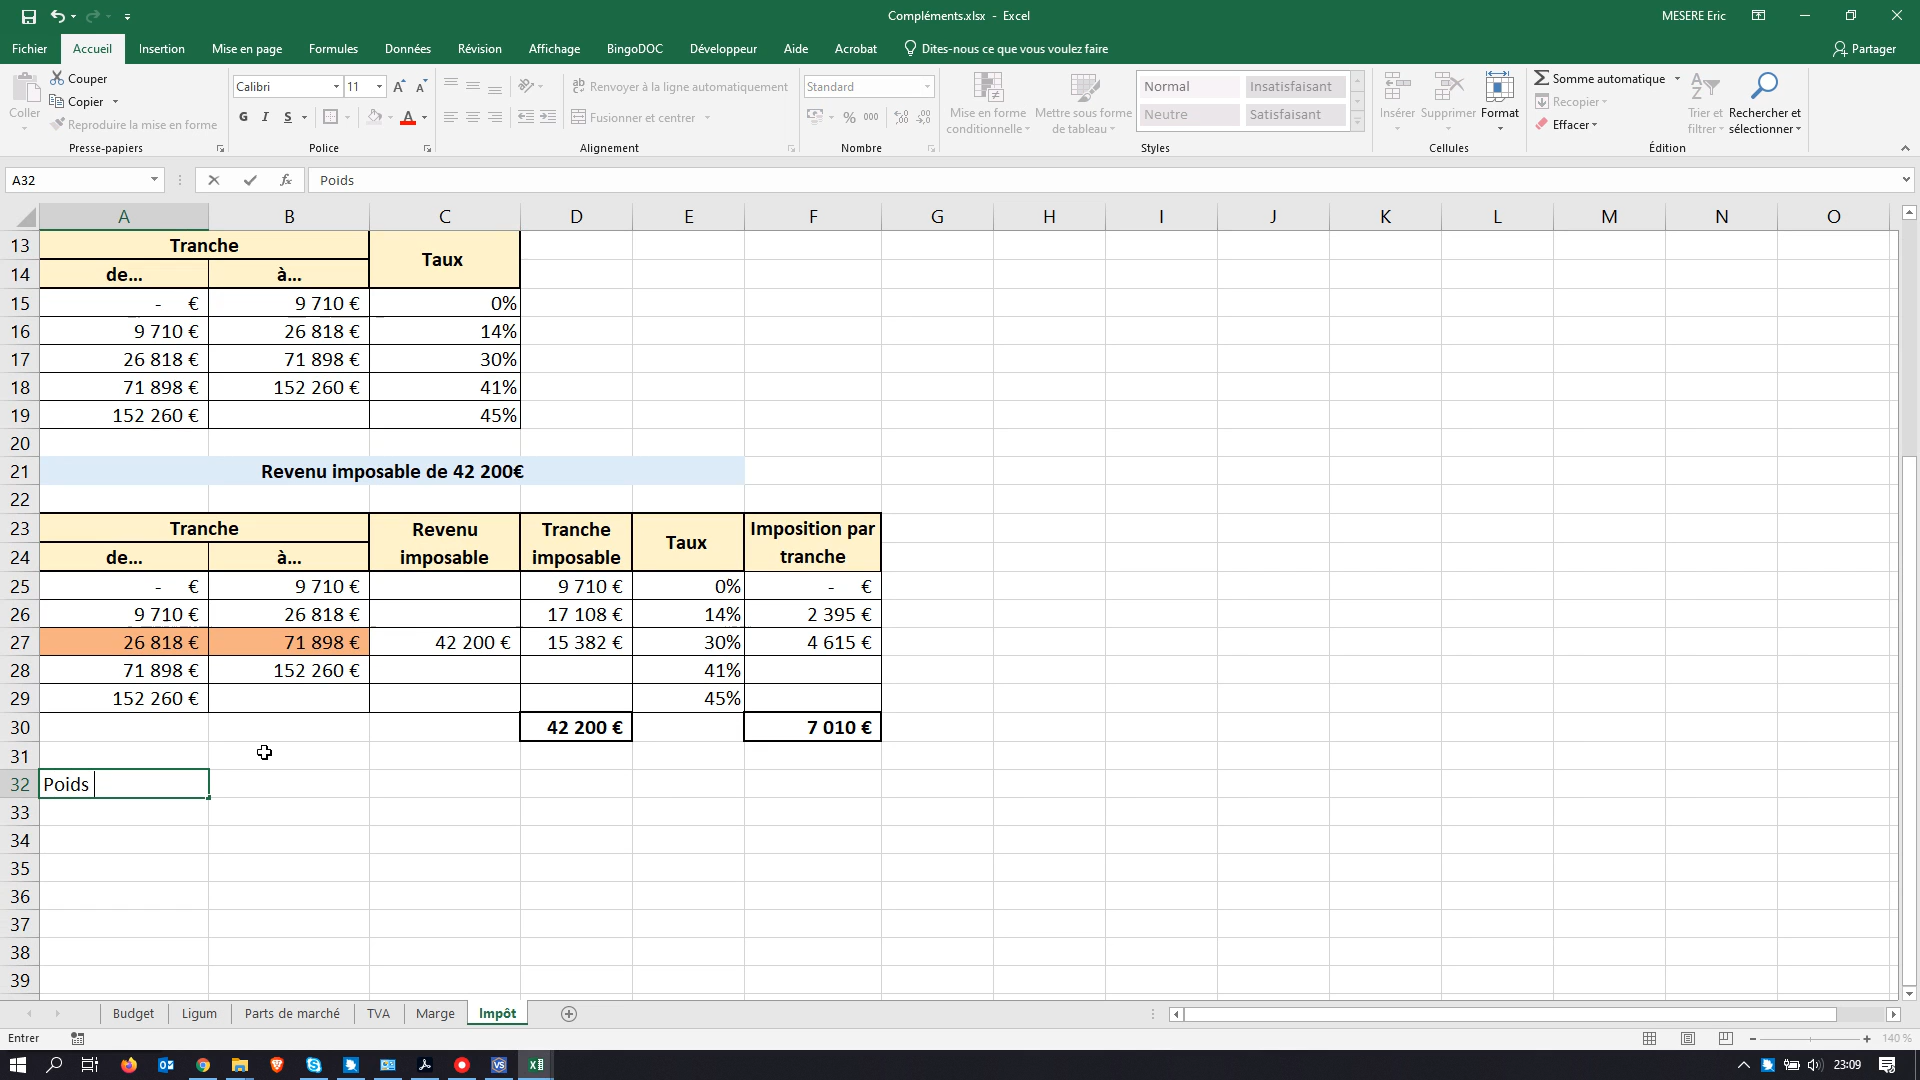 Compléments.xlsx - Excel
MESERE Eric
Fichier Accueil Insertion Mise en page Formules Données Révision Affichage BingoDOC Développeur Aide Acrobat Dites-nous ce que vous voulez faire Partager
Coller
Couper
Copier
Reproduire la mise en forme
Presse-papiers
Calibri 11
G I S
Police
Renvoyer à la ligne automatiquement
Fusionner et centrer
Alignement
Standard
% 000
Nombre
Mise en forme conditionnelle
Mettre sous forme de tableau
Normal Insatisfaisant
Neutre Satisfaisant
Styles
Insérer Supprimer Format
Cellules
Somme automatique
Recopier
Effacer
Trier et filtrer
Rechercher et sélectionner
Édition
A32 fx Poids
A B C D E F G H I J K L M N O
13 Tranche Taux
14 de... à...
15 - € 9 710 € 0%
16 9 710 € 26 818 € 14%
17 26 818 € 71 898 € 30%
18 71 898 € 152 260 € 41%
19 152 260 € 45%
20
21 Revenu imposable de 42 200€
22
23 Tranche Revenu imposable Tranche imposable Taux Imposition par tranche
24 de... à...
25 - € 9 710 € 9 710 € 0% - €
26 9 710 € 26 818 € 17 108 € 14% 2 395 €
27 26 818 € 71 898 € 42 200 € 15 382 € 30% 4 615 €
28 71 898 € 152 260 € 41%
29 152 260 € 45%
30 42 200 € 7 010 €
31
32 Poids
33
34
35
36
37
38
39
Budget Ligum Parts de marché TVA Marge Impôt
Entrer 140 %
23:09